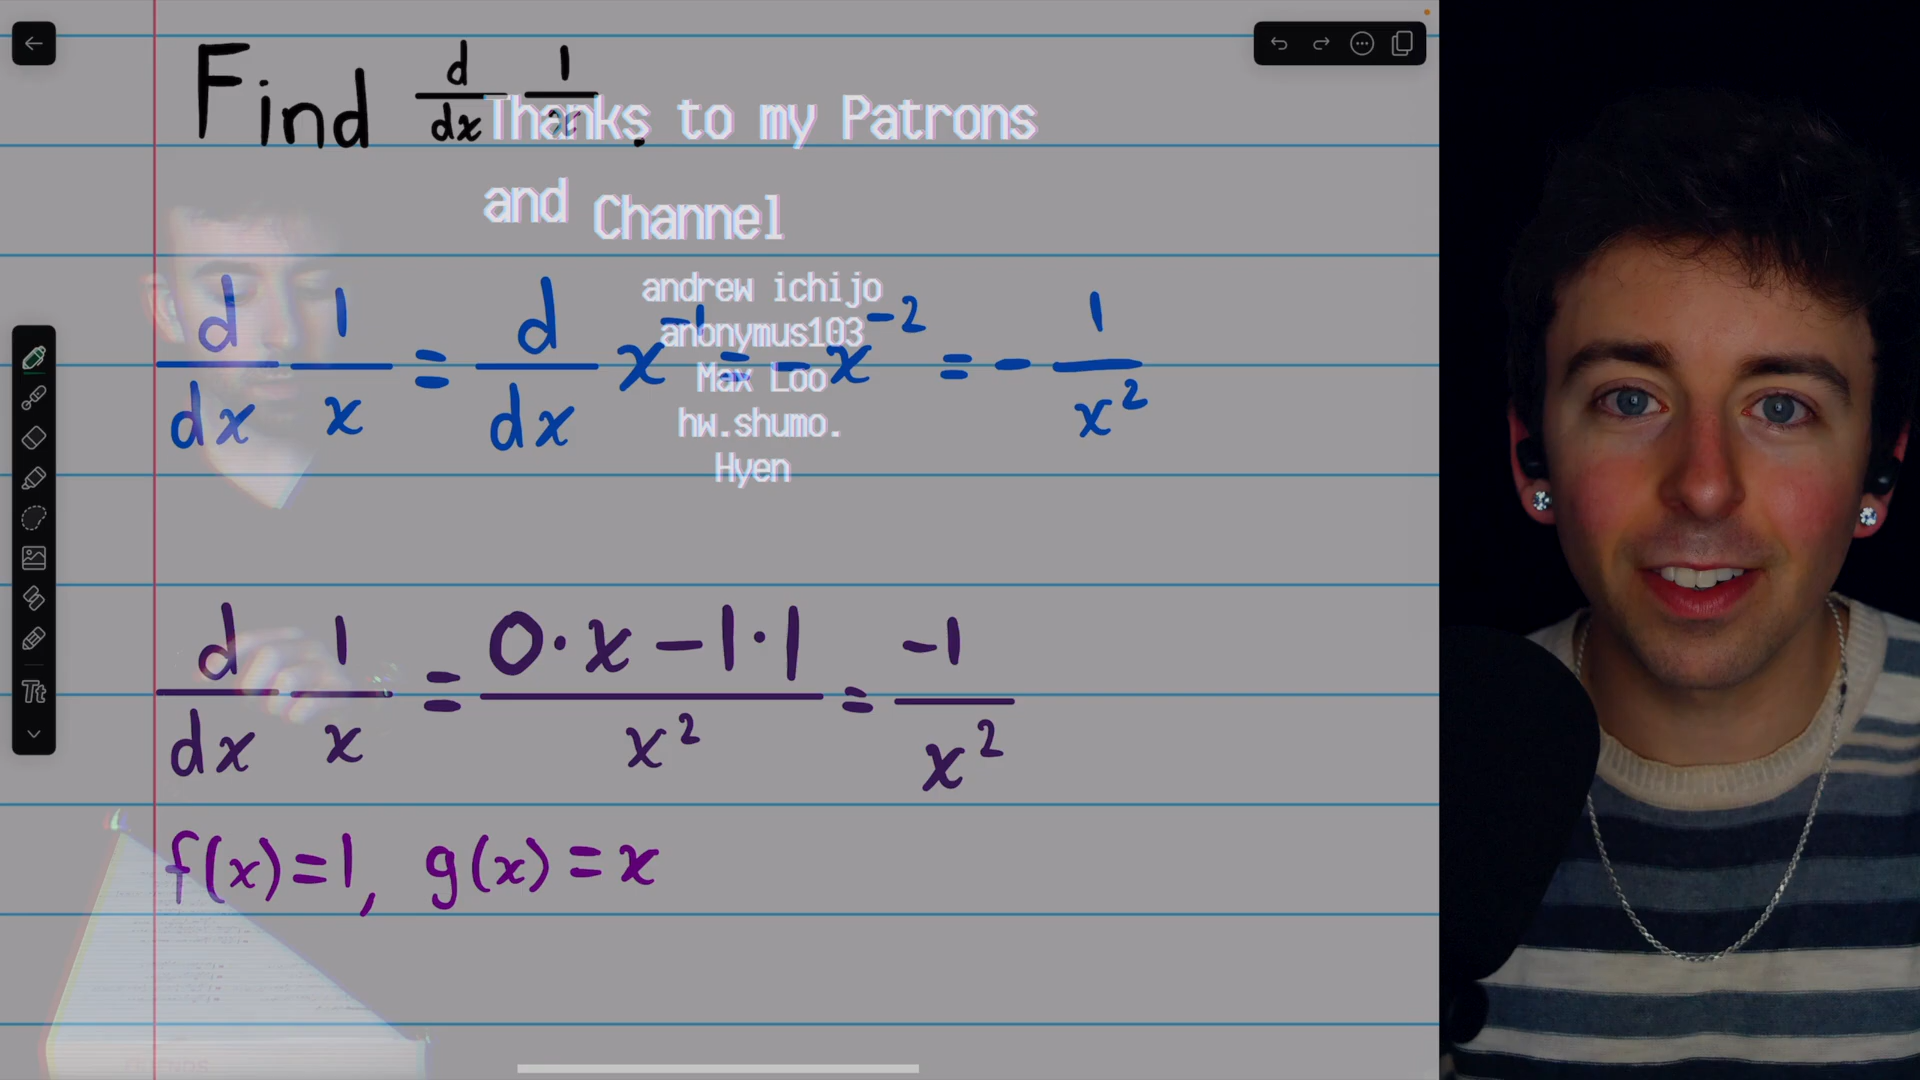 Find d/dx 1/x.
Thanks to my Patrons
and Channel
andrew ichijo
anonymus103
Max Loo
hw.shumo.
Hyen
d/dx 1/x = d/dx x^-1 = -x^-2 = - 1/x^2
d/dx 1/x = 0·x-1·1/x^2 = -1/x^2
f(x)=1, g(x)=x
Tt